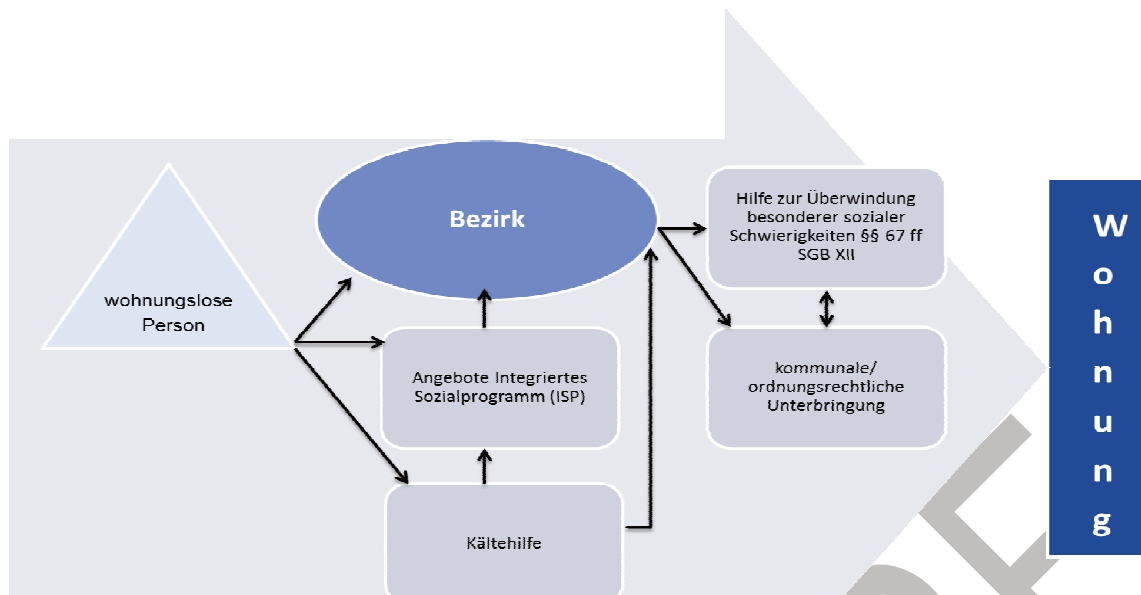 Bezirk
Hilfe zur Überwindung
besonderer sozialer
Schwierigkeiten §§ 67 ff
SGB XII
wohnungslose
Person
Angebote Integriertes
Sozialprogramm (ISP)
kommunale/
ordnungsrechtliche
Unterbringung
Kältehilfe
W
o
h
n
u
n
g